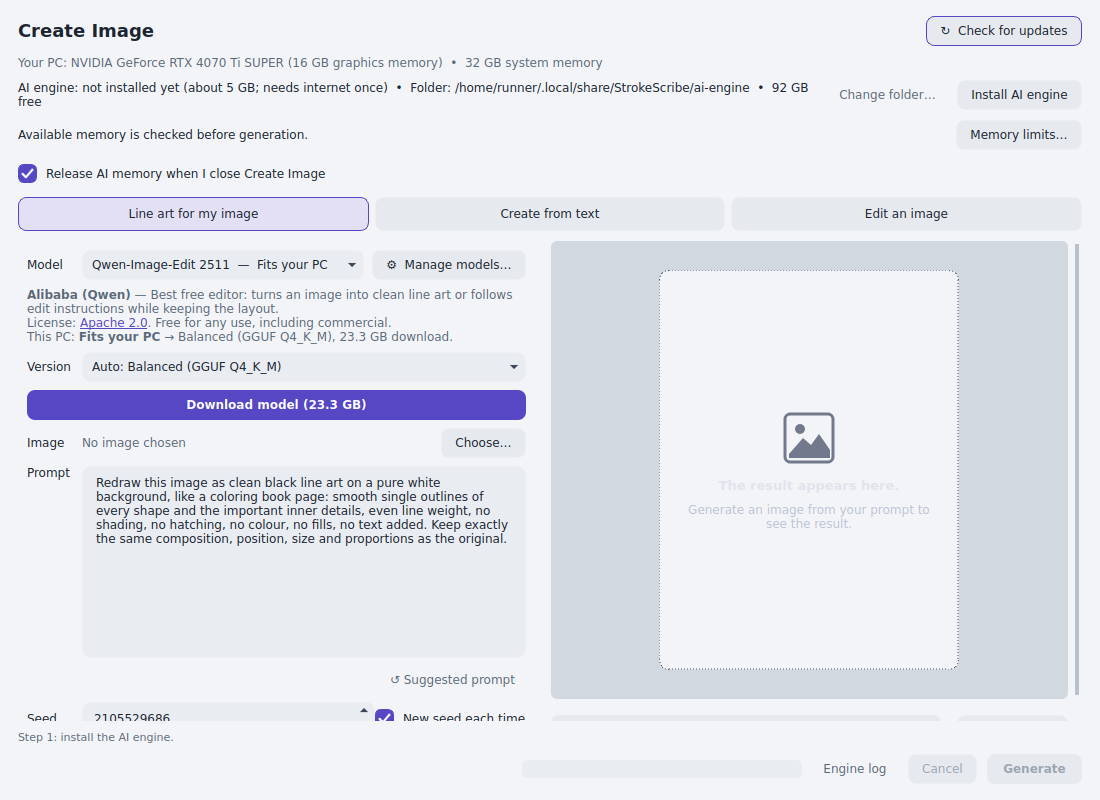 Create Image
↻ Check for updates
Your PC: NVIDIA GeForce RTX 4070 Ti SUPER (16 GB graphics memory) • 32 GB system memory
AI engine: not installed yet (about 5 GB; needs internet once) • Folder: /home/runner/.local/share/StrokeScribe/ai-engine • 92 GB
free
Change folder...
Install AI engine
Available memory is checked before generation.
Memory limits...
Release AI memory when I close Create Image
Line art for my image
Create from text
Edit an image
Model
Qwen-Image-Edit 2511 — Fits your PC
⚙ Manage models...
Alibaba (Qwen) — Best free editor: turns an image into clean line art or follows
edit instructions while keeping the layout.
License: Apache 2.0. Free for any use, including commercial.
This PC: Fits your PC → Balanced (GGUF Q4_K_M), 23.3 GB download.
Version
Auto: Balanced (GGUF Q4_K_M)
Download model (23.3 GB)
Image
No image chosen
Choose...
Prompt
Redraw this image as clean black line art on a pure white
background, like a coloring book page: smooth single outlines of
every shape and the important inner details, even line weight, no
shading, no hatching, no colour, no fills, no text added. Keep exactly
the same composition, position, size and proportions as the original.
↺ Suggested prompt
Seed
2105529686
New seed each time
The result appears here.
Generate an image from your prompt to
see the result.
Step 1: install the AI engine.
Engine log
Cancel
Generate